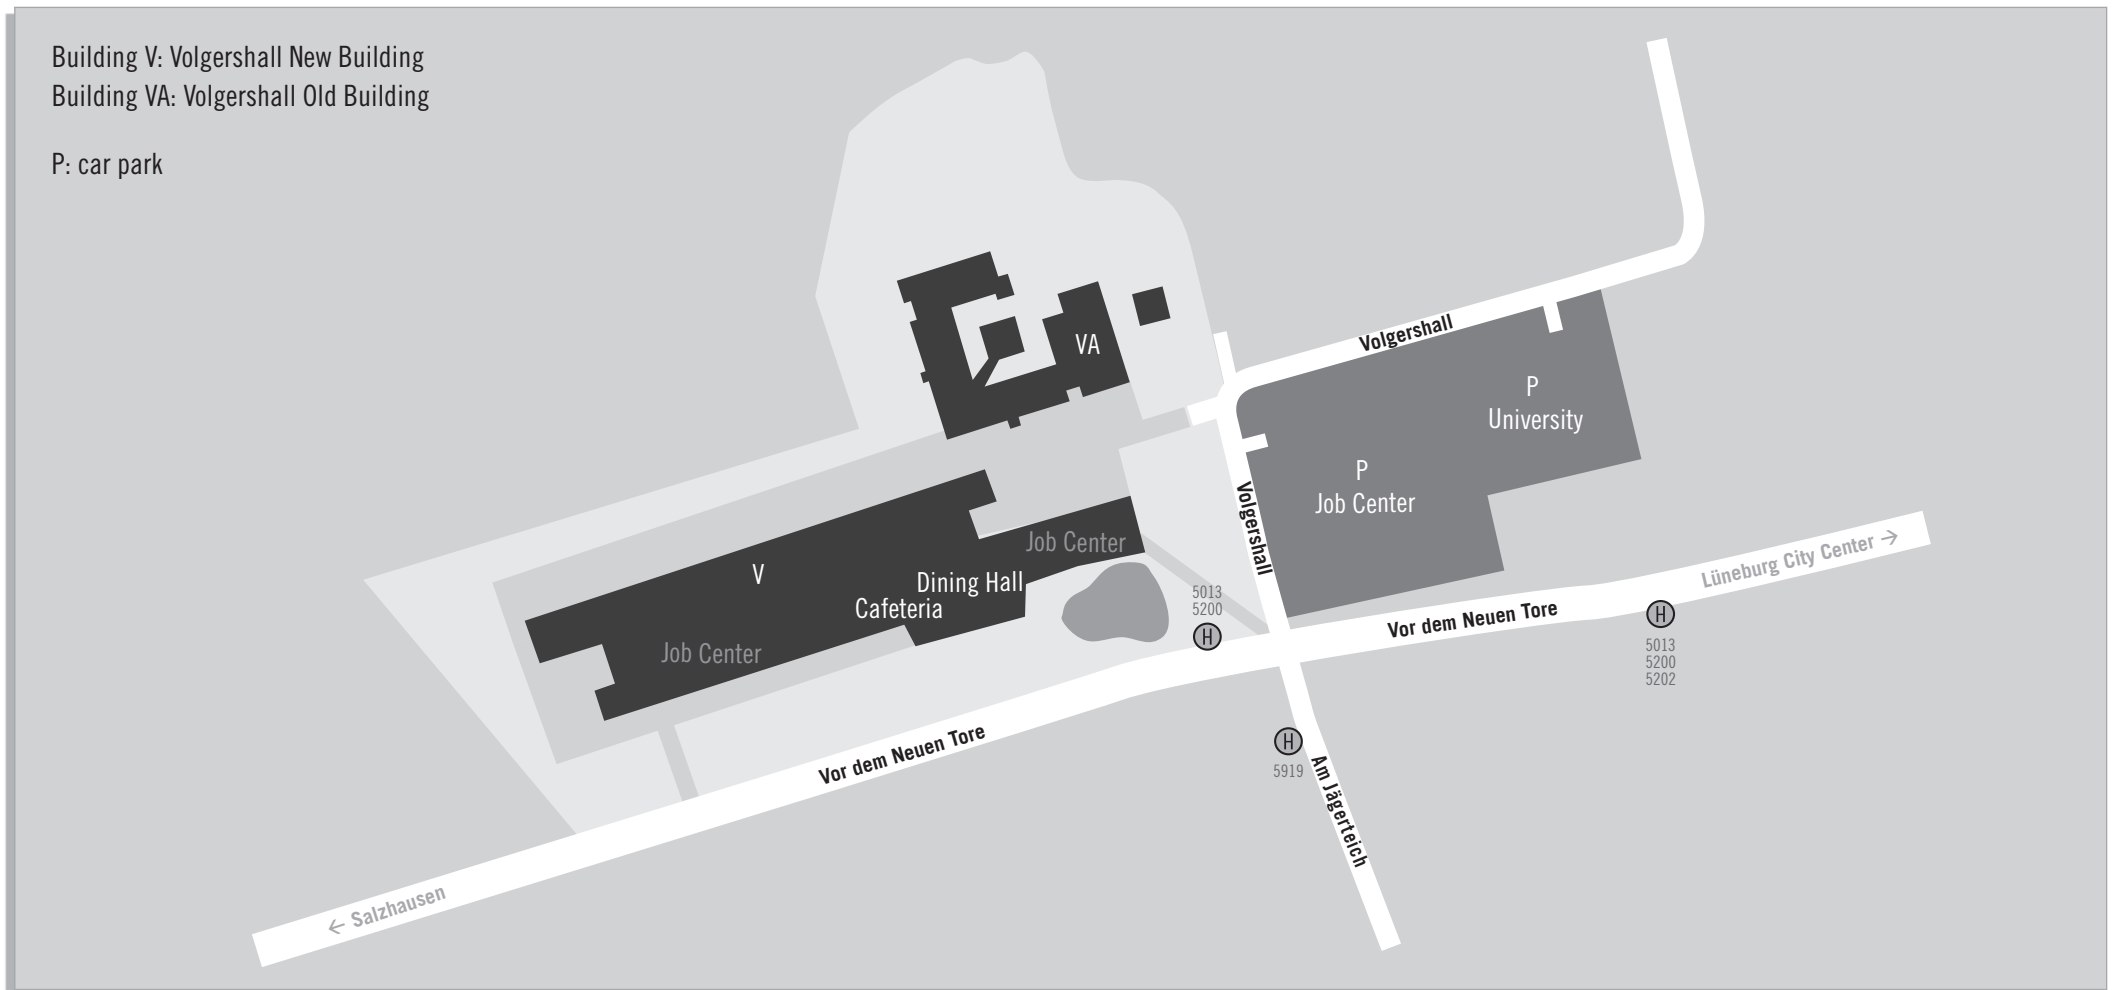 Building V: Volgershall New Building
Building VA: Volgershall Old Building
P: car park
VA
Volgershall
P
University
P
Job Center
Volgershall
V
Job Center
Dining Hall
Cafeteria
Job Center
5013
5200
H
Vor dem Neuen Tore
Lüneburg City Center →
H
5013
5200
5202
Vor dem Neuen Tore
H
5919
Am Jägerteich
← Salzhausen